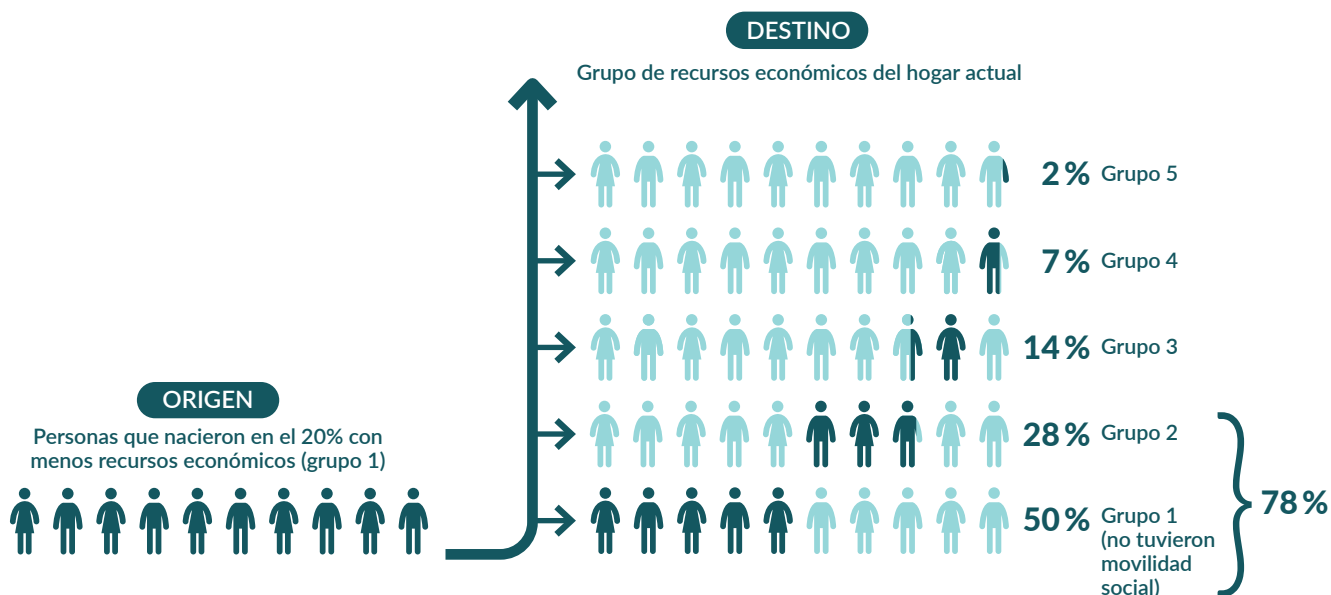 DESTINO
Grupo de recursos económicos del hogar actual
2% Grupo 5
7% Grupo 4
14% Grupo 3
ORIGEN
Personas que nacieron en el 20% con
menos recursos económicos (grupo 1)
28% Grupo 2
50% Grupo 1
(no tuvieron
movilidad
social)
78%